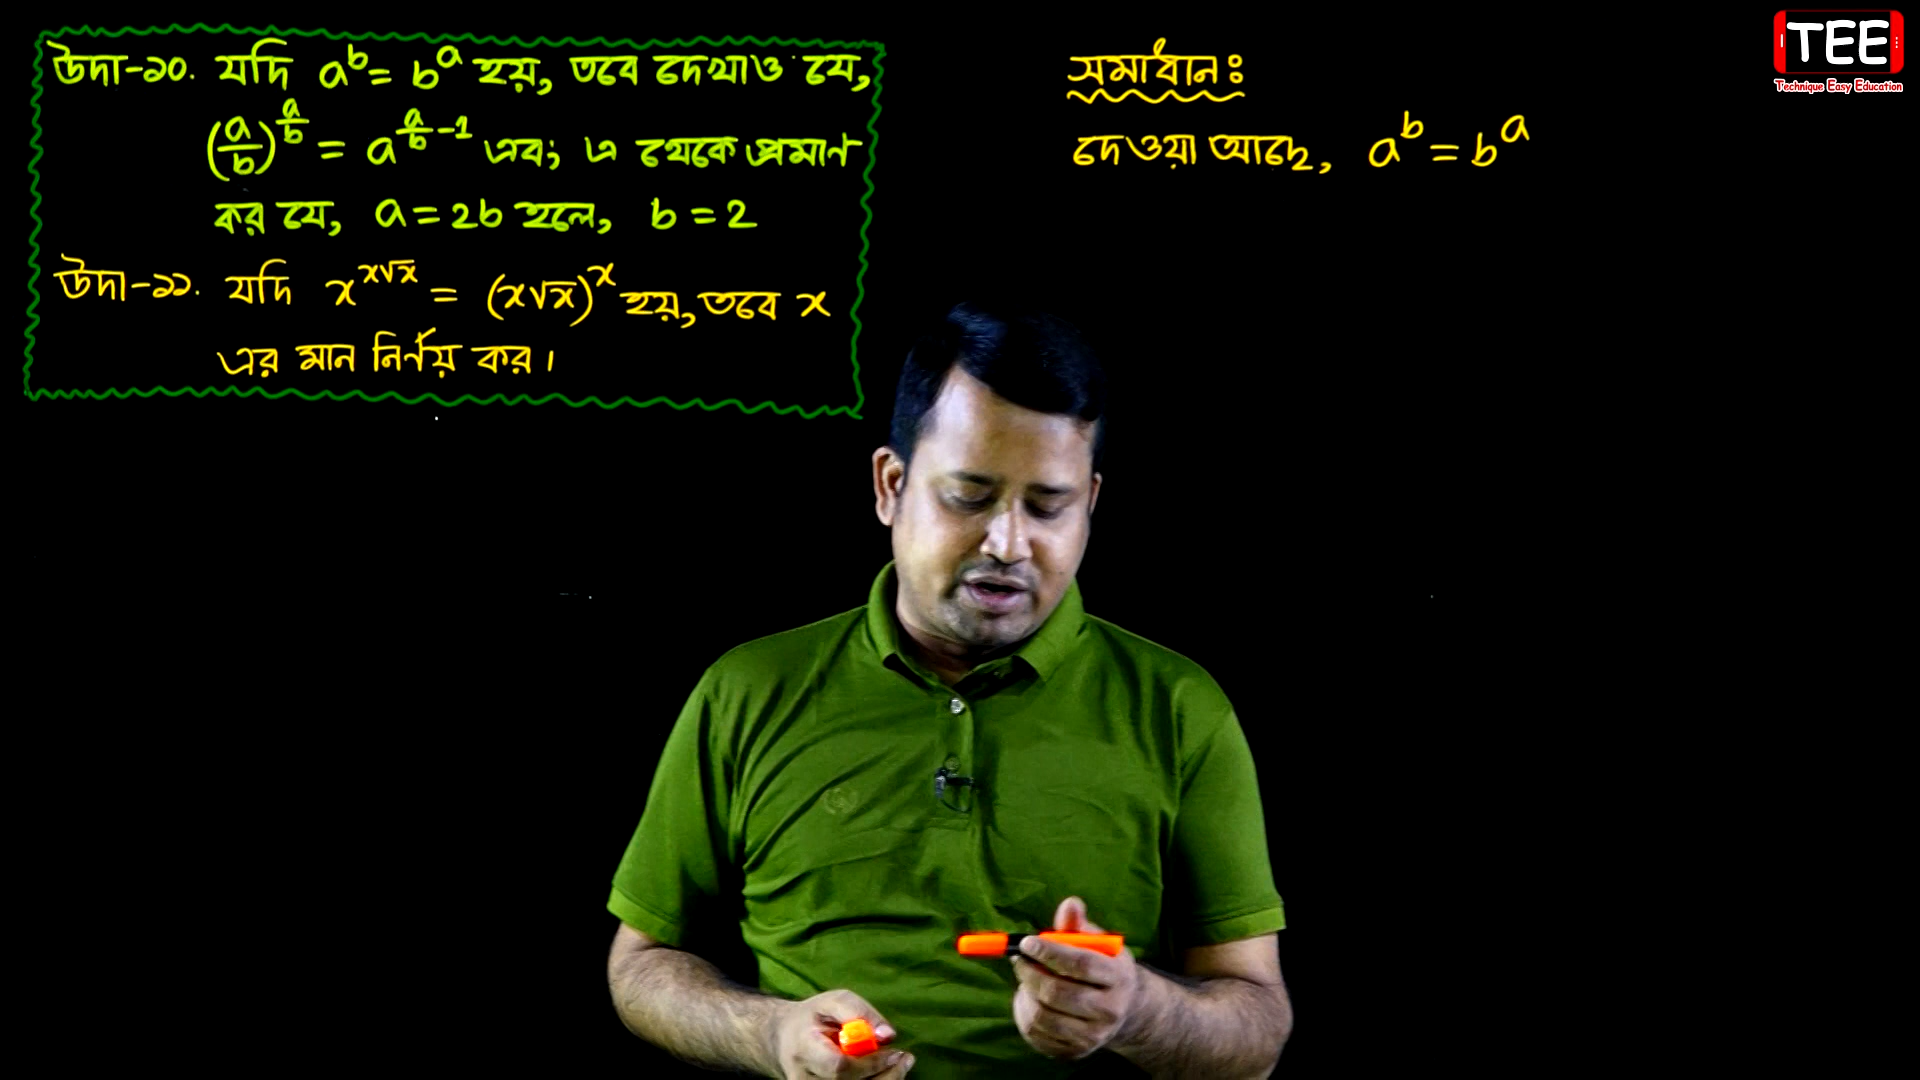 উদা-১০. যদি a^b = b^a হয়, তবে দেখাও যে,
(a/b)^(a/b) = a^(a/b - 1) এবং এ থেকে প্রমাণ
কর যে, a = 2b হলে, b = 2
উদা-১১. যদি x^(x√x) = (x√x)^x হয়, তবে x
এর মান নির্ণয় কর।
সমাধানঃ
দেওয়া আছে, a^b = b^a
TEE
Technique Easy Education